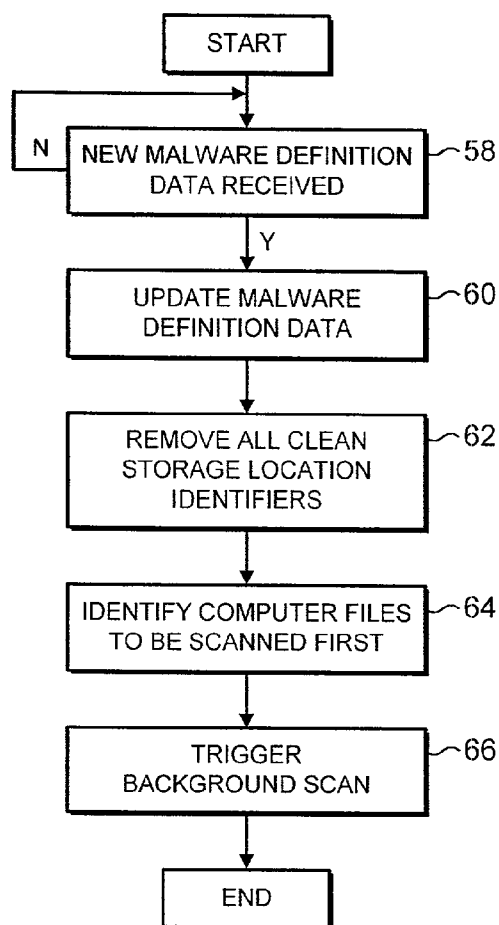 START
N
NEW MALWARE DEFINITION
DATA RECEIVED
58
Y
UPDATE MALWARE
DEFINITION DATA
60
REMOVE ALL CLEAN
STORAGE LOCATION
IDENTIFIERS
62
IDENTIFY COMPUTER FILES
TO BE SCANNED FIRST
64
TRIGGER
BACKGROUND SCAN
66
END